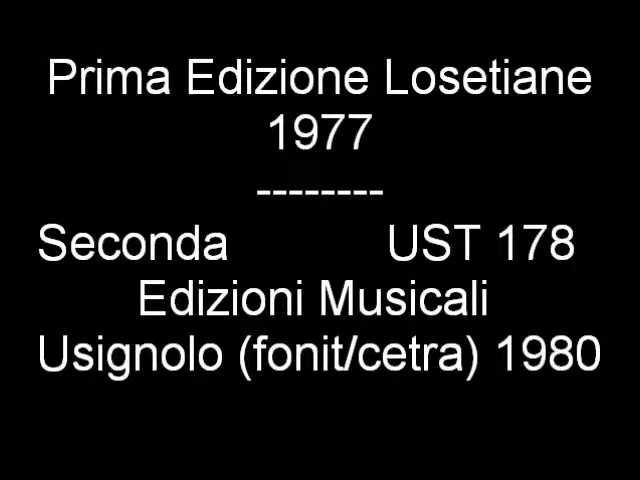 Prima Edizione Losetiane
1977
--------
Seconda UST 178
Edizioni Musicali
Usignolo (fonit/cetra) 1980